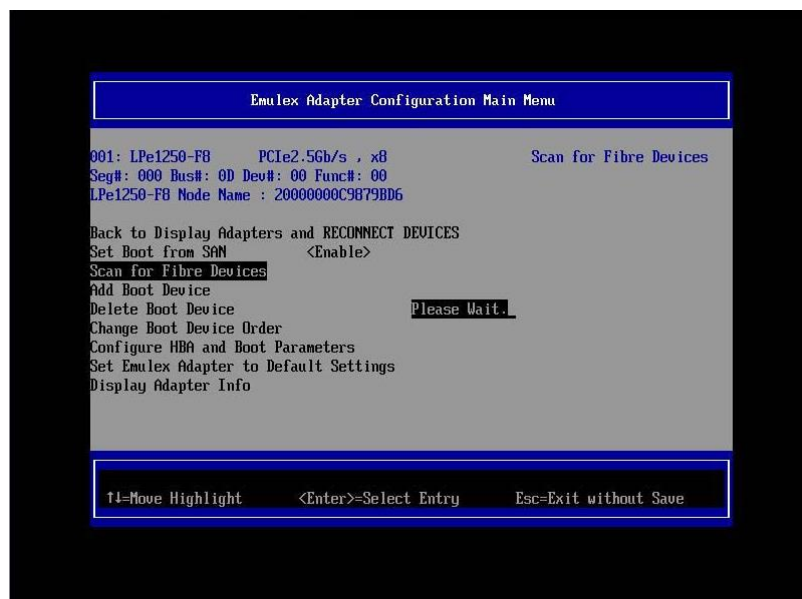 Emulex Adapter Configuration Main Menu
001: LPe1250-F8 PCIe2.5Gb/s , x8 Scan for Fibre Devices
Seg#: 000 Bus#: 0D Dev#: 00 Func#: 00
LPe1250-F8 Node Name : 20000000C9879BD6
Back to Display Adapters and RECONNECT DEVICES
Set Boot from SAN <Enable>
Scan for Fibre Devices
Add Boot Device
Delete Boot Device Please Wait._
Change Boot Device Order
Configure HBA and Boot Parameters
Set Emulex Adapter to Default Settings
Display Adapter Info
↑↓=Move Highlight <Enter>=Select Entry Esc=Exit without Save